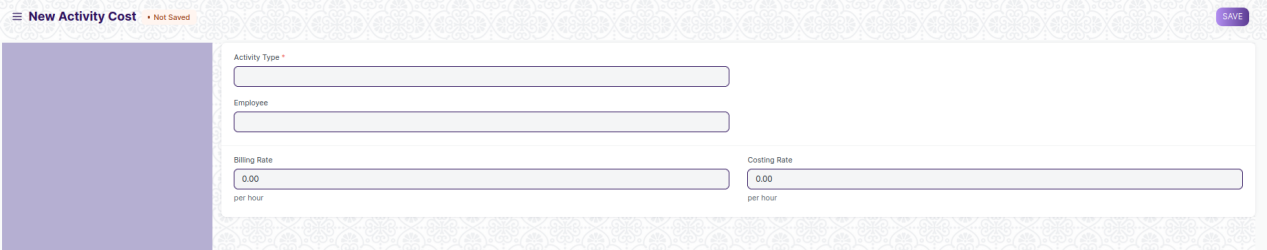 New Activity Cost • Not Saved
SAVE
Activity Type *
Employee
Billing Rate
0.00
per hour
Costing Rate
0.00
per hour